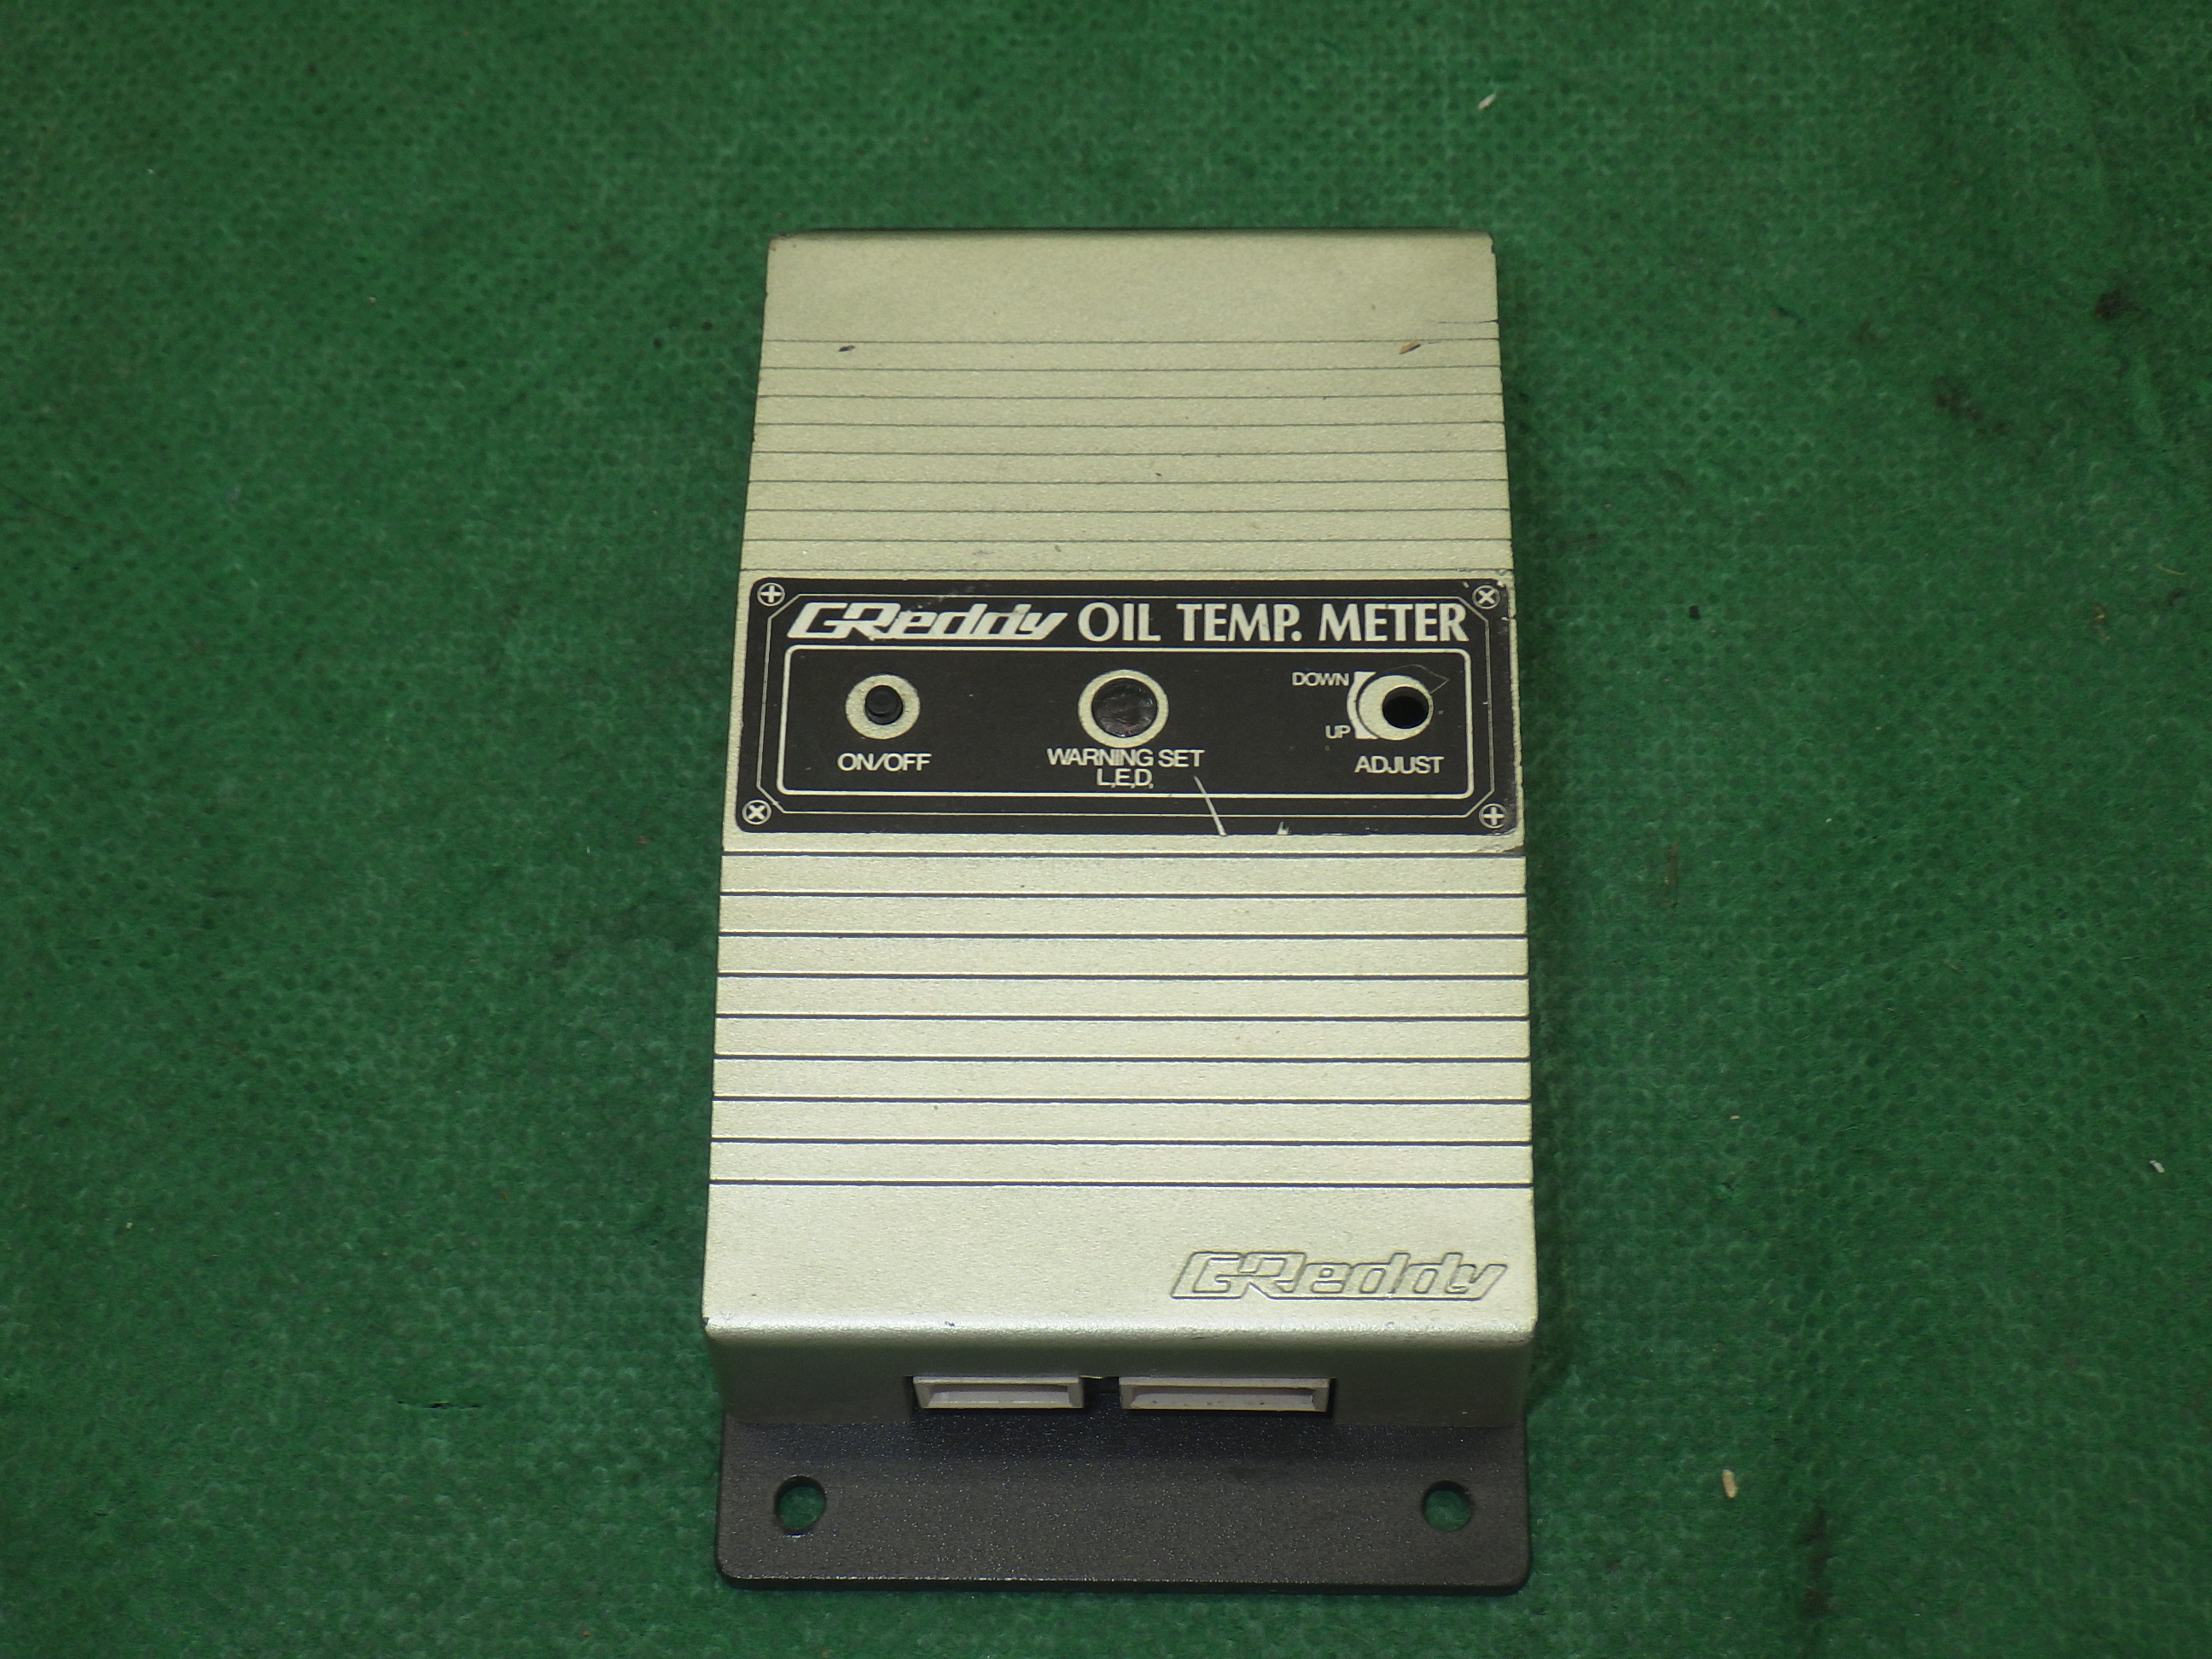 GReddy OIL TEMP. METER
DOWN
UP
ON/OFF
WARNING SET
L.E.D.
ADJUST
GReddy